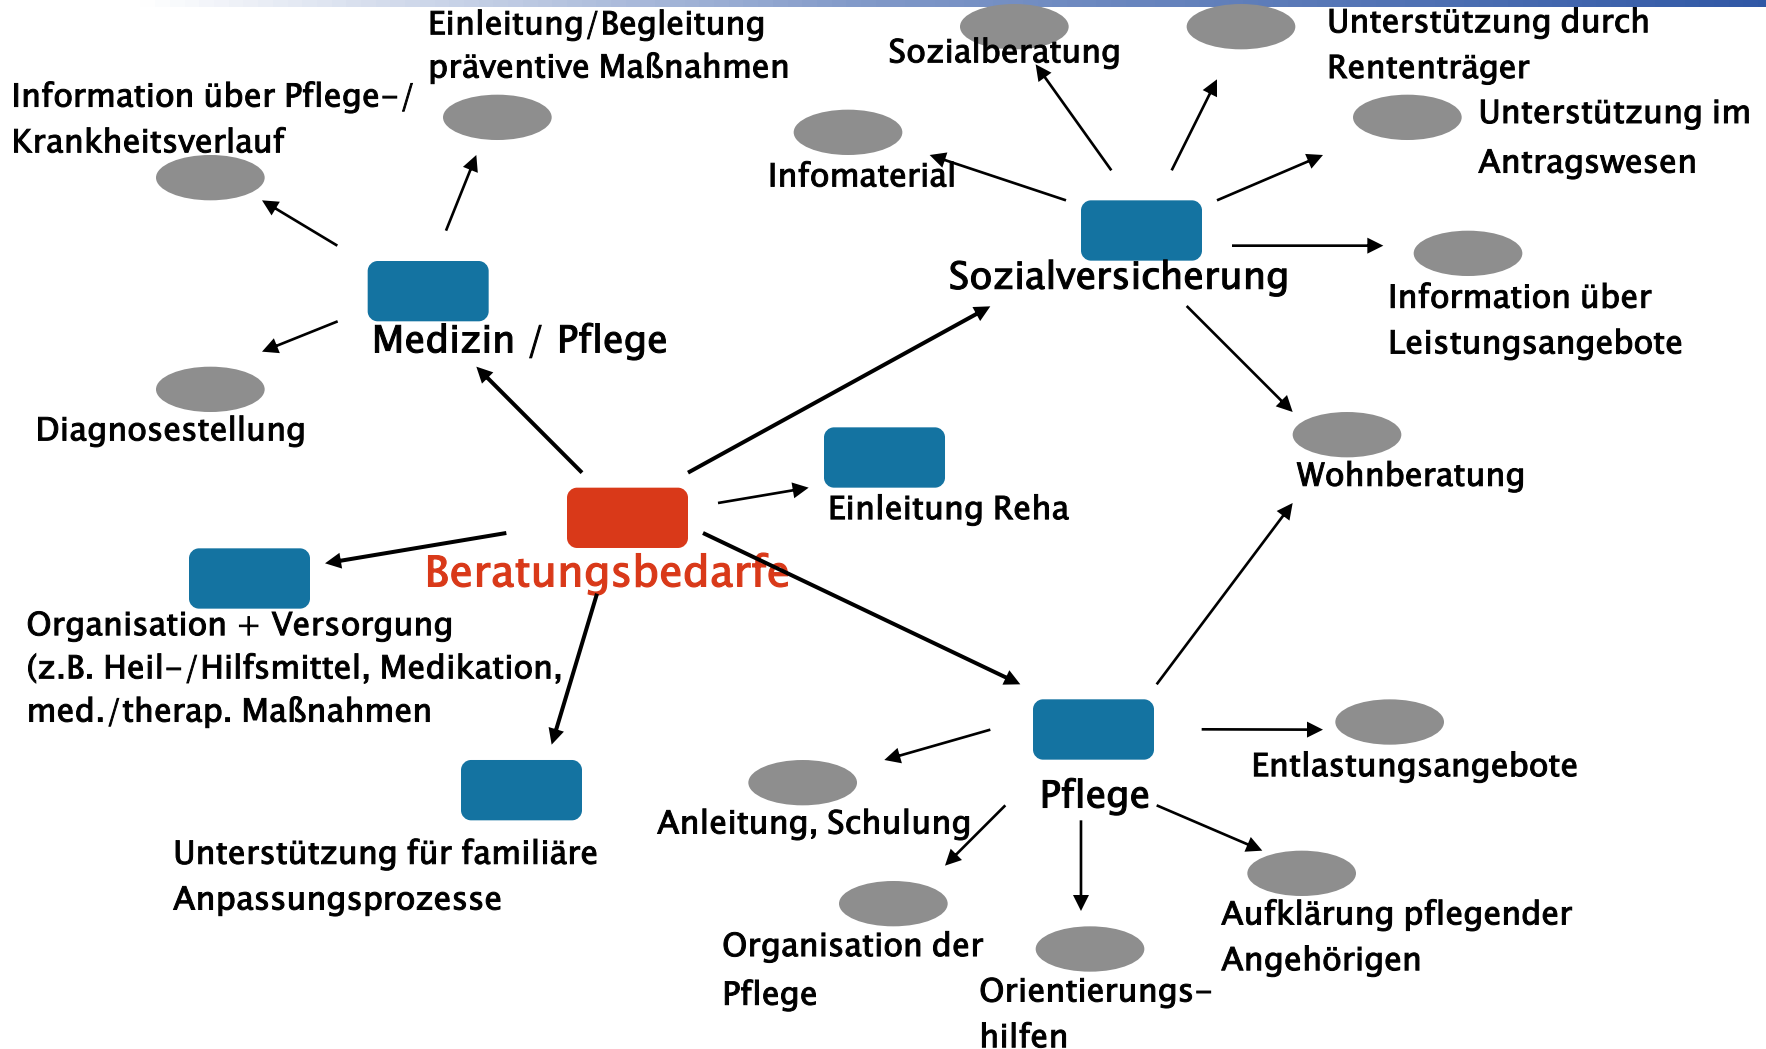 Einleitung/Begleitung
präventive Maßnahmen
Information über Pflege-/
Krankheitsverlauf
Sozialberatung
Unterstützung durch
Rententräger
Unterstützung im
Antragswesen
Infomaterial
Sozialversicherung
Information über
Leistungsangebote
Medizin / Pflege
Diagnosestellung
Wohnberatung
Einleitung Reha
Beratungsbedarfe
Organisation + Versorgung
(z.B. Heil-/Hilfsmittel, Medikation,
med./therap. Maßnahmen
Unterstützung für familiäre
Anpassungsprozesse
Pflege
Entlastungsangebote
Anleitung, Schulung
Organisation der
Pflege
Orientierungs-
hilfen
Aufklärung pflegender
Angehörigen